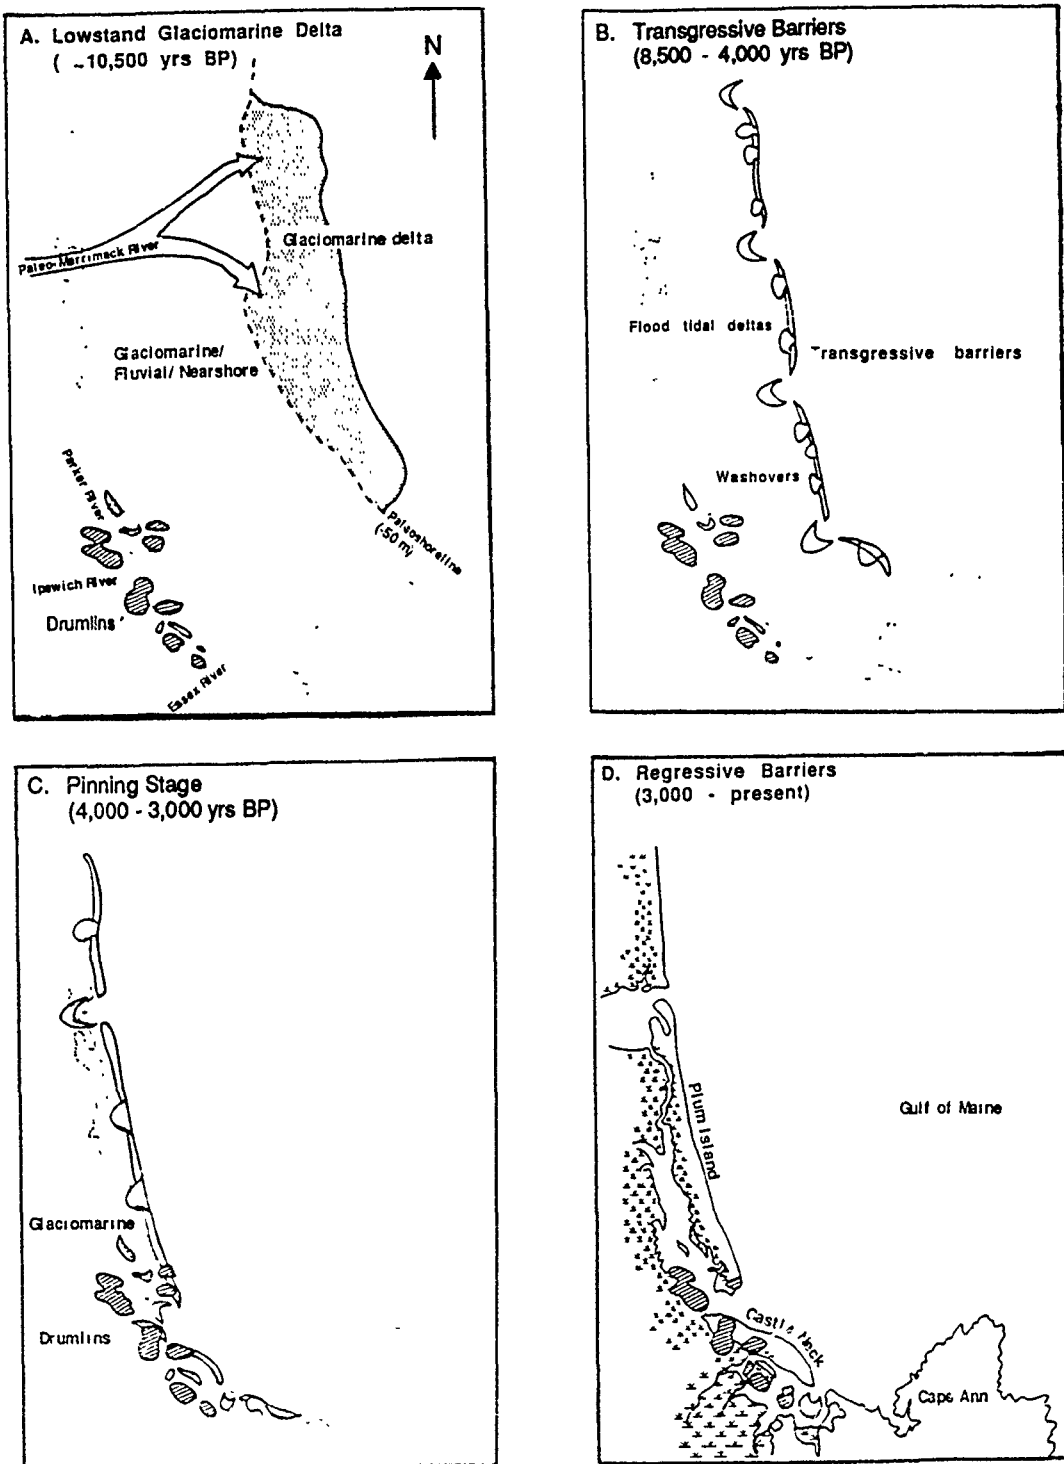 A. Lowstand Glaciomarine Delta
( ~10,500 yrs BP)
N
Paleo-Merrimack River
Glaciomarine delta
Glaciomarine/
Fluvial/Nearshore
Parker River
Paleoshoreline
(-50 m)
Ipswich River
Drumlins
Essex River
B. Transgressive Barriers
(8,500 - 4,000 yrs BP)
Flood tidal deltas
Transgressive barriers
Washovers
C. Pinning Stage
(4,000 - 3,000 yrs BP)
Glaciomarine
Drumlins
D. Regressive Barriers
(3,000 - present)
Plum Island
Gulf of Maine
Castle Neck
Cape Ann